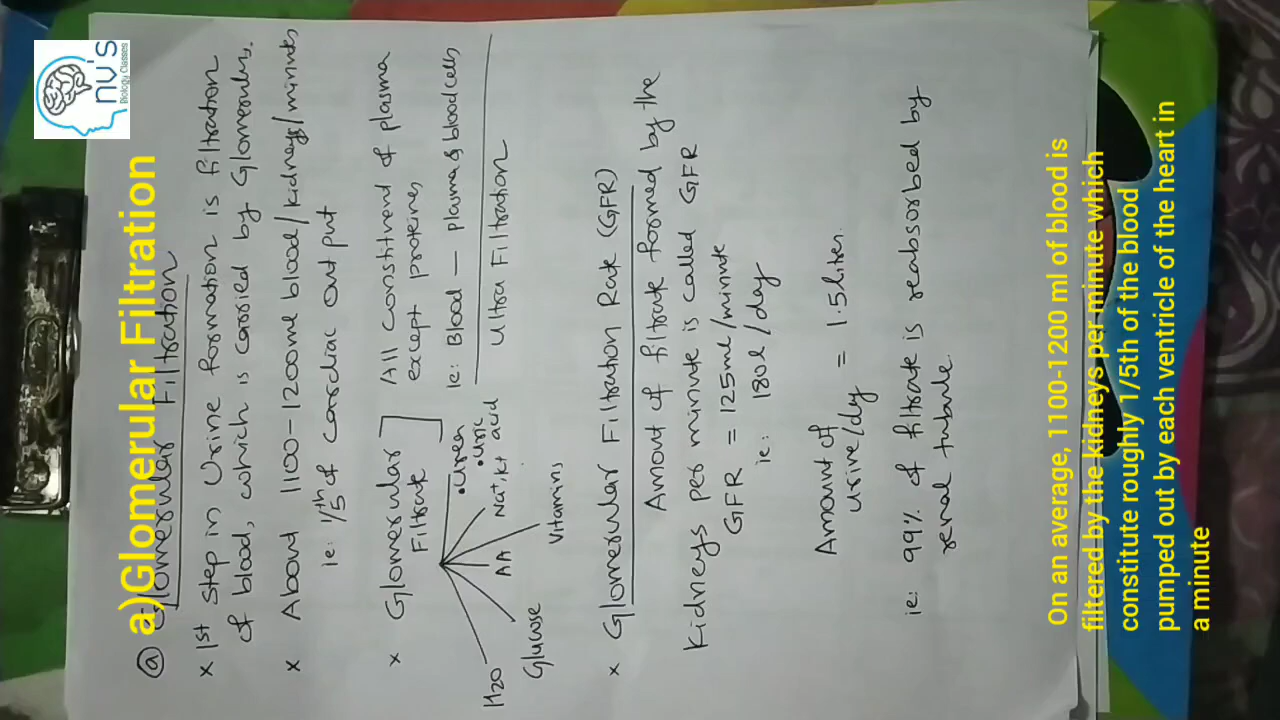 nv's
Biology Classes
a)Glomerular Filtration
ⓐ Glomerular Filtration
x 1st step in Urine formation is filtration
of blood, which is carried by Glomerulus.
x About 1100-1200ml blood/kidneys/minutes
ie: 1/5th of cardiac out put
x Glomerular Filtrate ] All constituent of plasma
except proteins
ie: Blood — plasma & blood cells
Ultra Filtration
H2O
Glucose
AA
Vitamins
Na+, K+
•Uric acid
•Urea
x Glomerular Filtration Rate (GFR)
Amount of filtrate formed by the
Kidneys per minute is called GFR
GFR = 125ml/minute
ie: 180l/day
Amount of
urine/day = 1.5liter.
ie: 99% of filtrate is reabsorbed by
renal tubule.
On an average, 1100-1200 ml of blood is
filtered by the kidneys per minute which
constitute roughly 1/5th of the blood
pumped out by each ventricle of the heart in
a minute